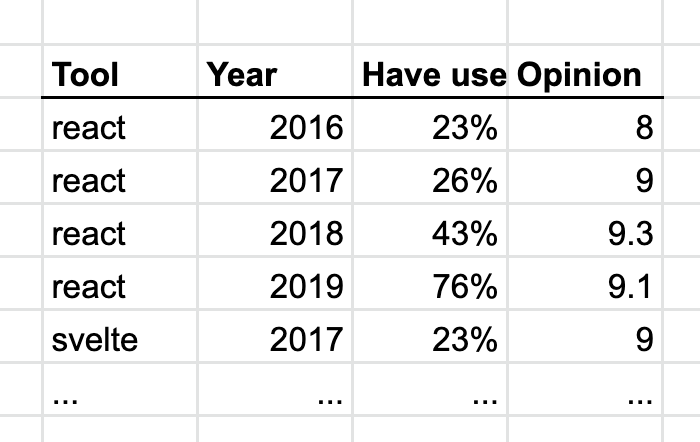 Tool Year Have use Opinion
react 2016 23% 8
react 2017 26% 9
react 2018 43% 9.3
react 2019 76% 9.1
svelte 2017 23% 9
... ... ... ...